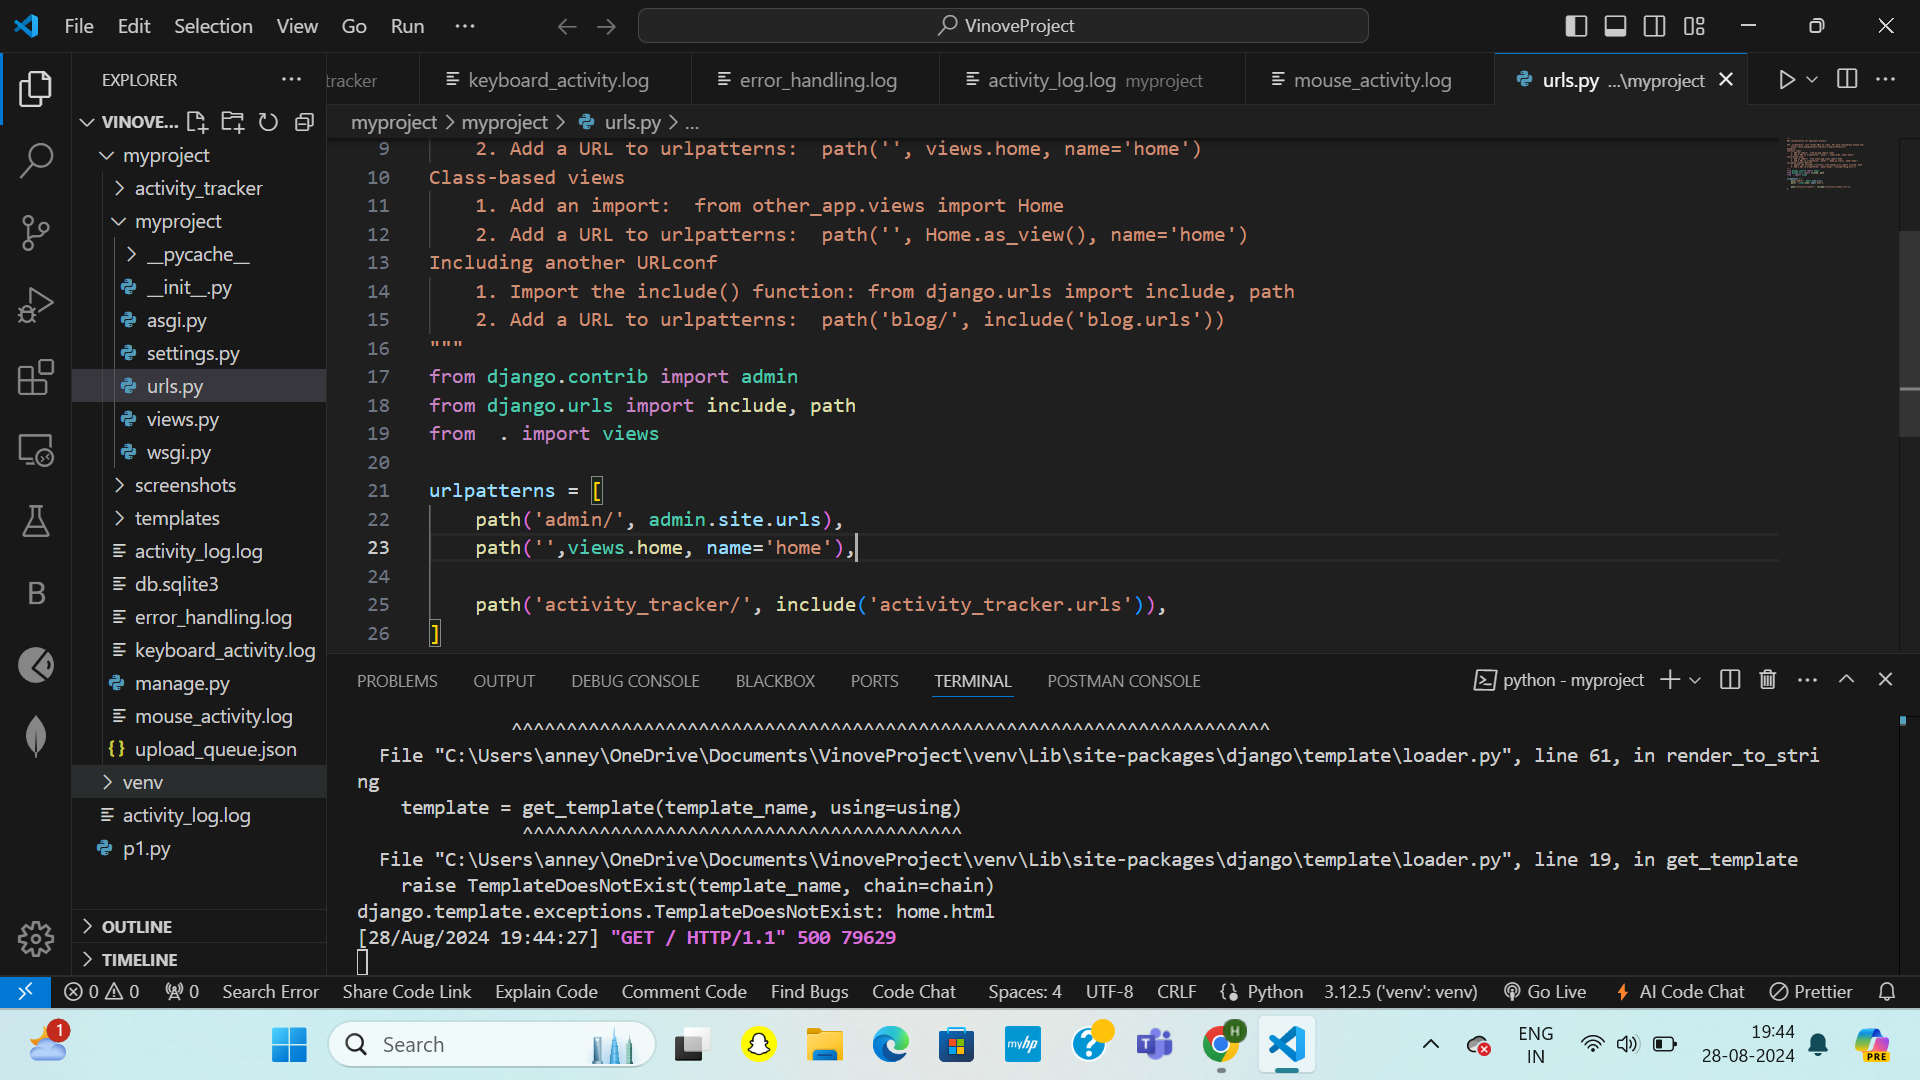 File Edit Selection View Go Run ···
VinoveProject
EXPLORER
tracker
keyboard_activity.log
error_handling.log
activity_log.log myproject
mouse_activity.log
urls.py ...\myproject
VINOVE...
myproject > myproject > urls.py > ...
myproject
activity_tracker
myproject
__pycache__
__init__.py
asgi.py
settings.py
urls.py
views.py
wsgi.py
screenshots
templates
activity_log.log
db.sqlite3
error_handling.log
keyboard_activity.log
manage.py
mouse_activity.log
upload_queue.json
venv
activity_log.log
p1.py
OUTLINE
TIMELINE
9 2. Add a URL to urlpatterns:  path('', views.home, name='home')
10 Class-based views
11 1. Add an import:  from other_app.views import Home
12 2. Add a URL to urlpatterns:  path('', Home.as_view(), name='home')
13 Including another URLconf
14 1. Import the include() function: from django.urls import include, path
15 2. Add a URL to urlpatterns:  path('blog/', include('blog.urls'))
16 """
17 from django.contrib import admin
18 from django.urls import include, path
19 from  . import views
20
21 urlpatterns = [
22 path('admin/', admin.site.urls),
23 path('',views.home, name='home'),
24
25 path('activity_tracker/', include('activity_tracker.urls')),
26 ]
PROBLEMS OUTPUT DEBUG CONSOLE BLACKBOX PORTS TERMINAL POSTMAN CONSOLE
python - myproject
^^^^^^^^^^^^^^^^^^^^^^^^^^^^^^^^^^^^^^^^^^^^^^^^^^^^^^^^^^^^^^^^^^^^^
File "C:\Users\anney\OneDrive\Documents\VinoveProject\venv\Lib\site-packages\django\template\loader.py", line 61, in render_to_stri
ng
template = get_template(template_name, using=using)
^^^^^^^^^^^^^^^^^^^^^^^^^^^^^^^^^^^^^^^^
File "C:\Users\anney\OneDrive\Documents\VinoveProject\venv\Lib\site-packages\django\template\loader.py", line 19, in get_template
raise TemplateDoesNotExist(template_name, chain=chain)
django.template.exceptions.TemplateDoesNotExist: home.html
[28/Aug/2024 19:44:27] "GET / HTTP/1.1" 500 79629
0 0 0 Search Error Share Code Link Explain Code Comment Code Find Bugs Code Chat Spaces: 4 UTF-8 CRLF Python 3.12.5 ('venv': venv) Go Live AI Code Chat Prettier
1
Search
myhp
H
ENG
IN
19:44
28-08-2024
PRE